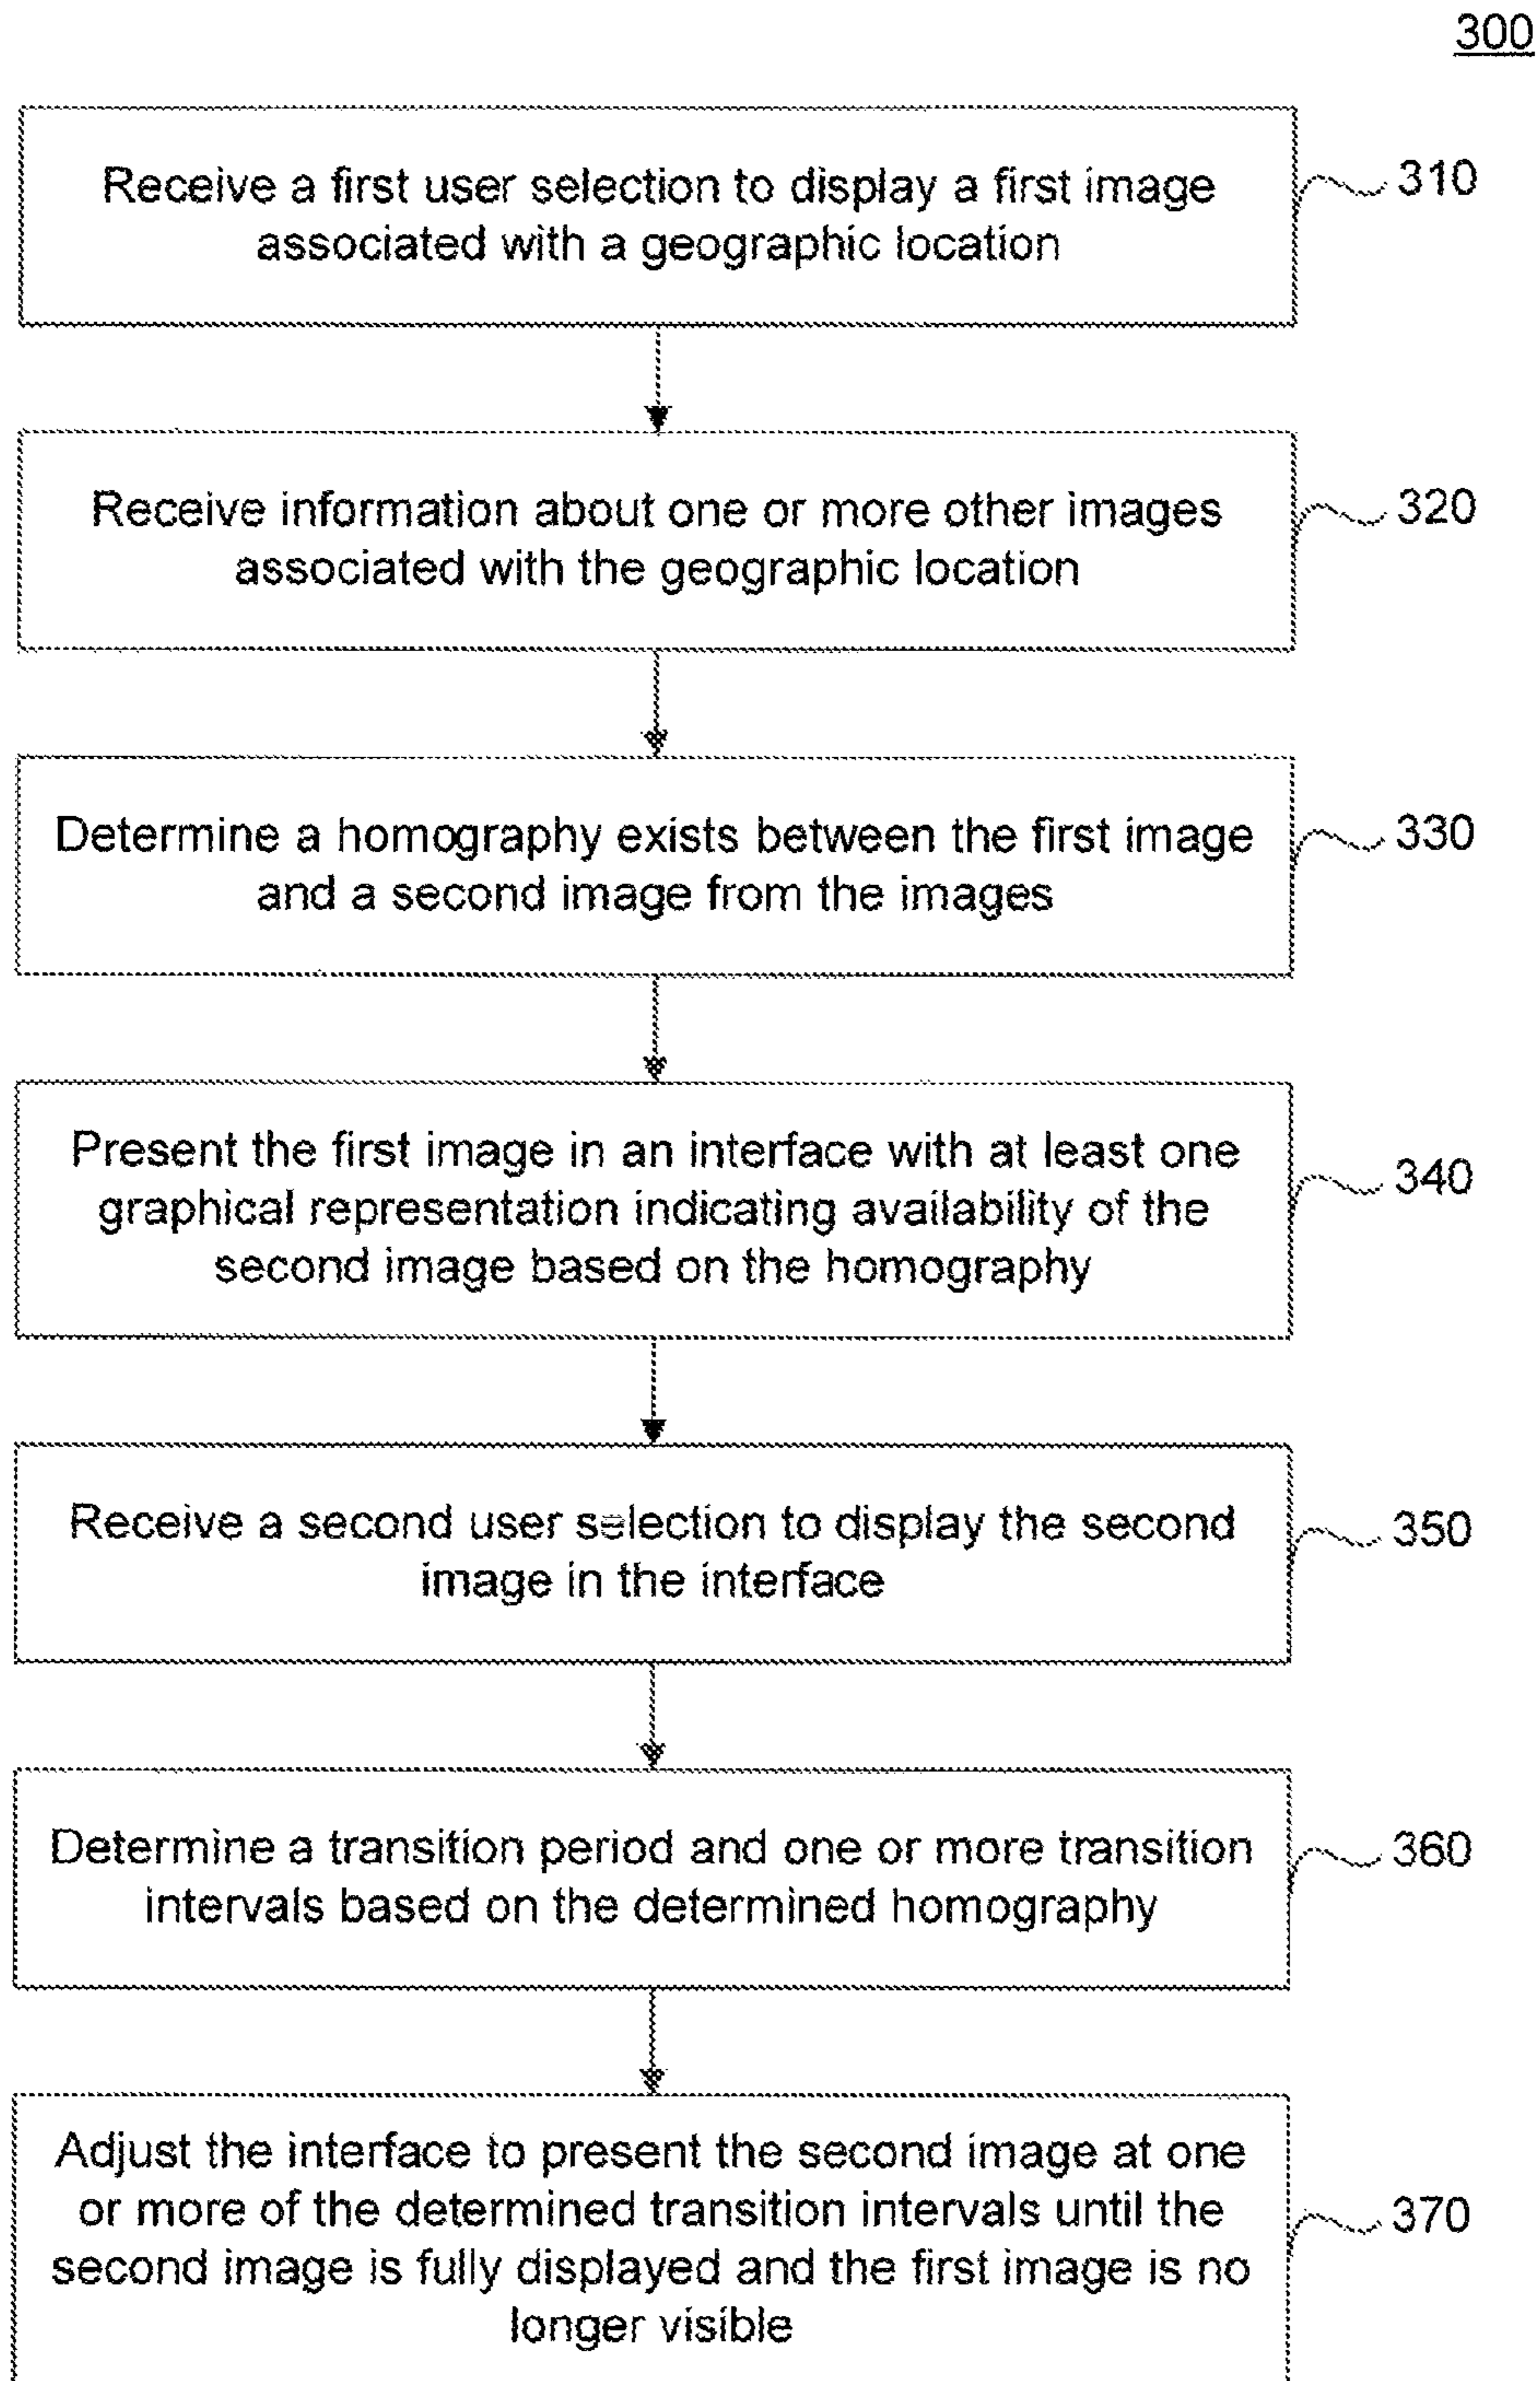 300
Receive a first user selection to display a first image
associated with a geographic location
310
Receive information about one or more other images
associated with the geographic location
320
Determine a homography exists between the first image
and a second image from the images
330
Present the first image in an interface with at least one
graphical representation indicating availability of the
second image based on the homography
340
Receive a second user selection to display the second
image in the interface
350
Determine a transition period and one or more transition
intervals based on the determined homography
360
Adjust the interface to present the second image at one
or more of the determined transition intervals until the
second image is fully displayed and the first image is no
longer visible
370